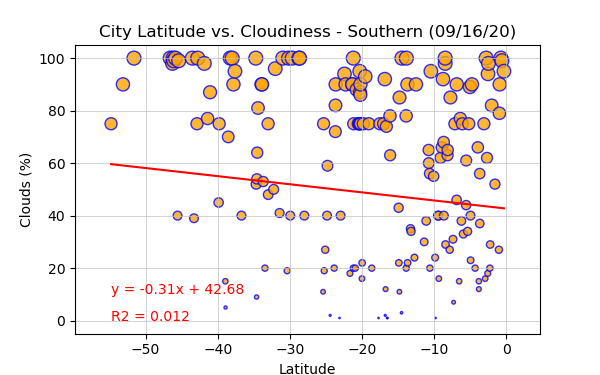 City Latitude vs. Cloudiness - Southern (09/16/20)
100
80
60
40
20
0
Clouds (%)
y = -0.31x + 42.68
R2 = 0.012
−50 −40 −30 −20 −10 0
Latitude